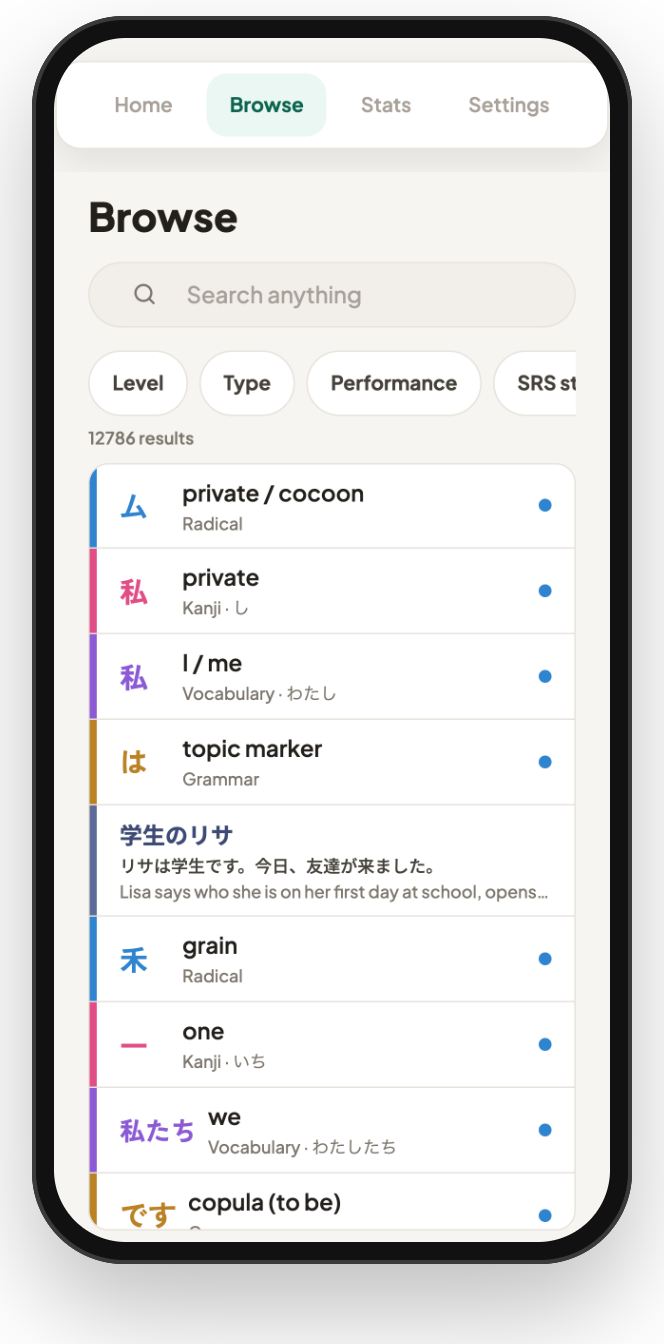 Home Browse Stats Settings
Browse
Search anything
Level Type Performance SRS st
12786 results
ム private / cocoon
Radical
私 private
Kanji · し
私 I / me
Vocabulary · わたし
は topic marker
Grammar
学生のリサ
リサは学生です。今日、友達が来ました。
Lisa says who she is on her first day at school, opens...
禾 grain
Radical
一 one
Kanji · いち
私たち we
Vocabulary · わたしたち
です copula (to be)